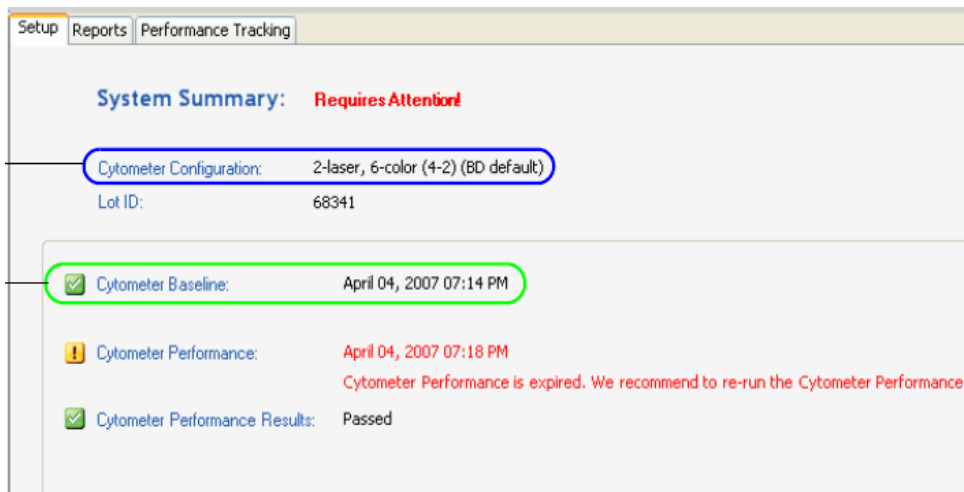 Setup Reports Performance Tracking
System Summary: Requires Attention!
Cytometer Configuration: 2-laser, 6-color (4-2) (BD default)
Lot ID: 68341
Cytometer Baseline: April 04, 2007 07:14 PM
Cytometer Performance: April 04, 2007 07:18 PM
Cytometer Performance is expired. We recommend to re-run the Cytometer Performance
Cytometer Performance Results: Passed